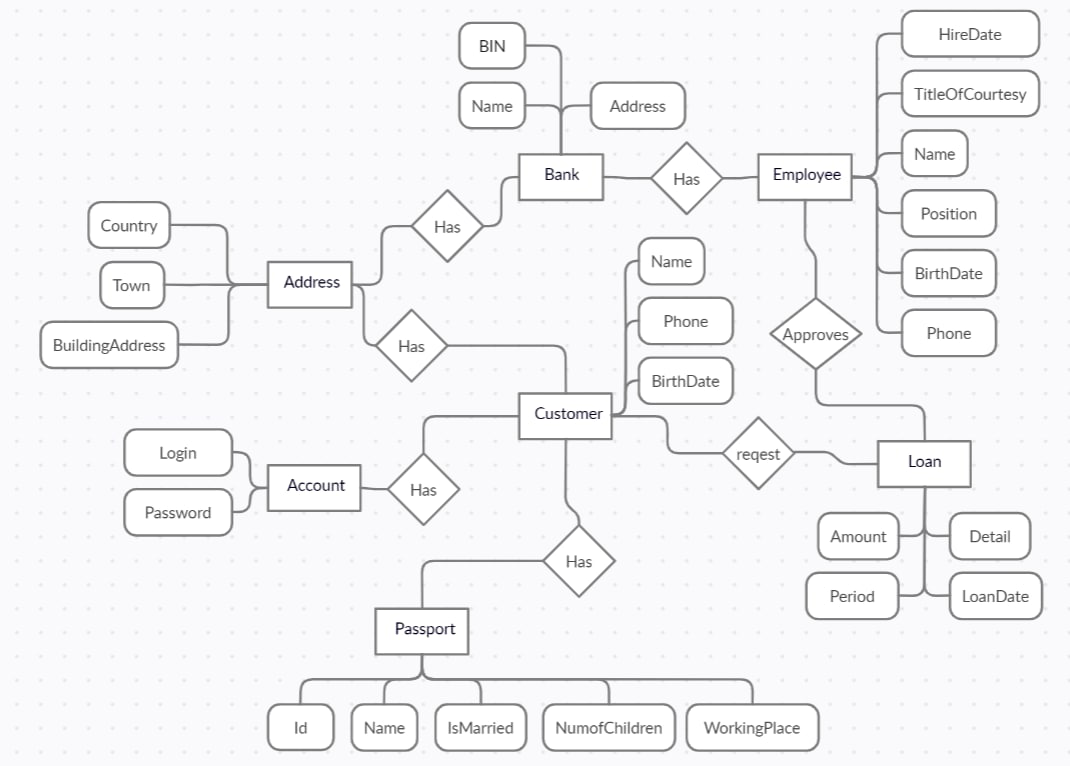 BIN
HireDate
TitleOfCourtesy
Name
Address
Name
Bank
Has
Employee
Position
Country
Has
Name
BirthDate
Town
Address
Phone
Phone
Approves
BuildingAddress
Has
BirthDate
Customer
Login
reqest
Loan
Account
Has
Password
Amount
Detail
Has
Period
LoanDate
Passport
Id
Name
IsMarried
NumofChildren
WorkingPlace